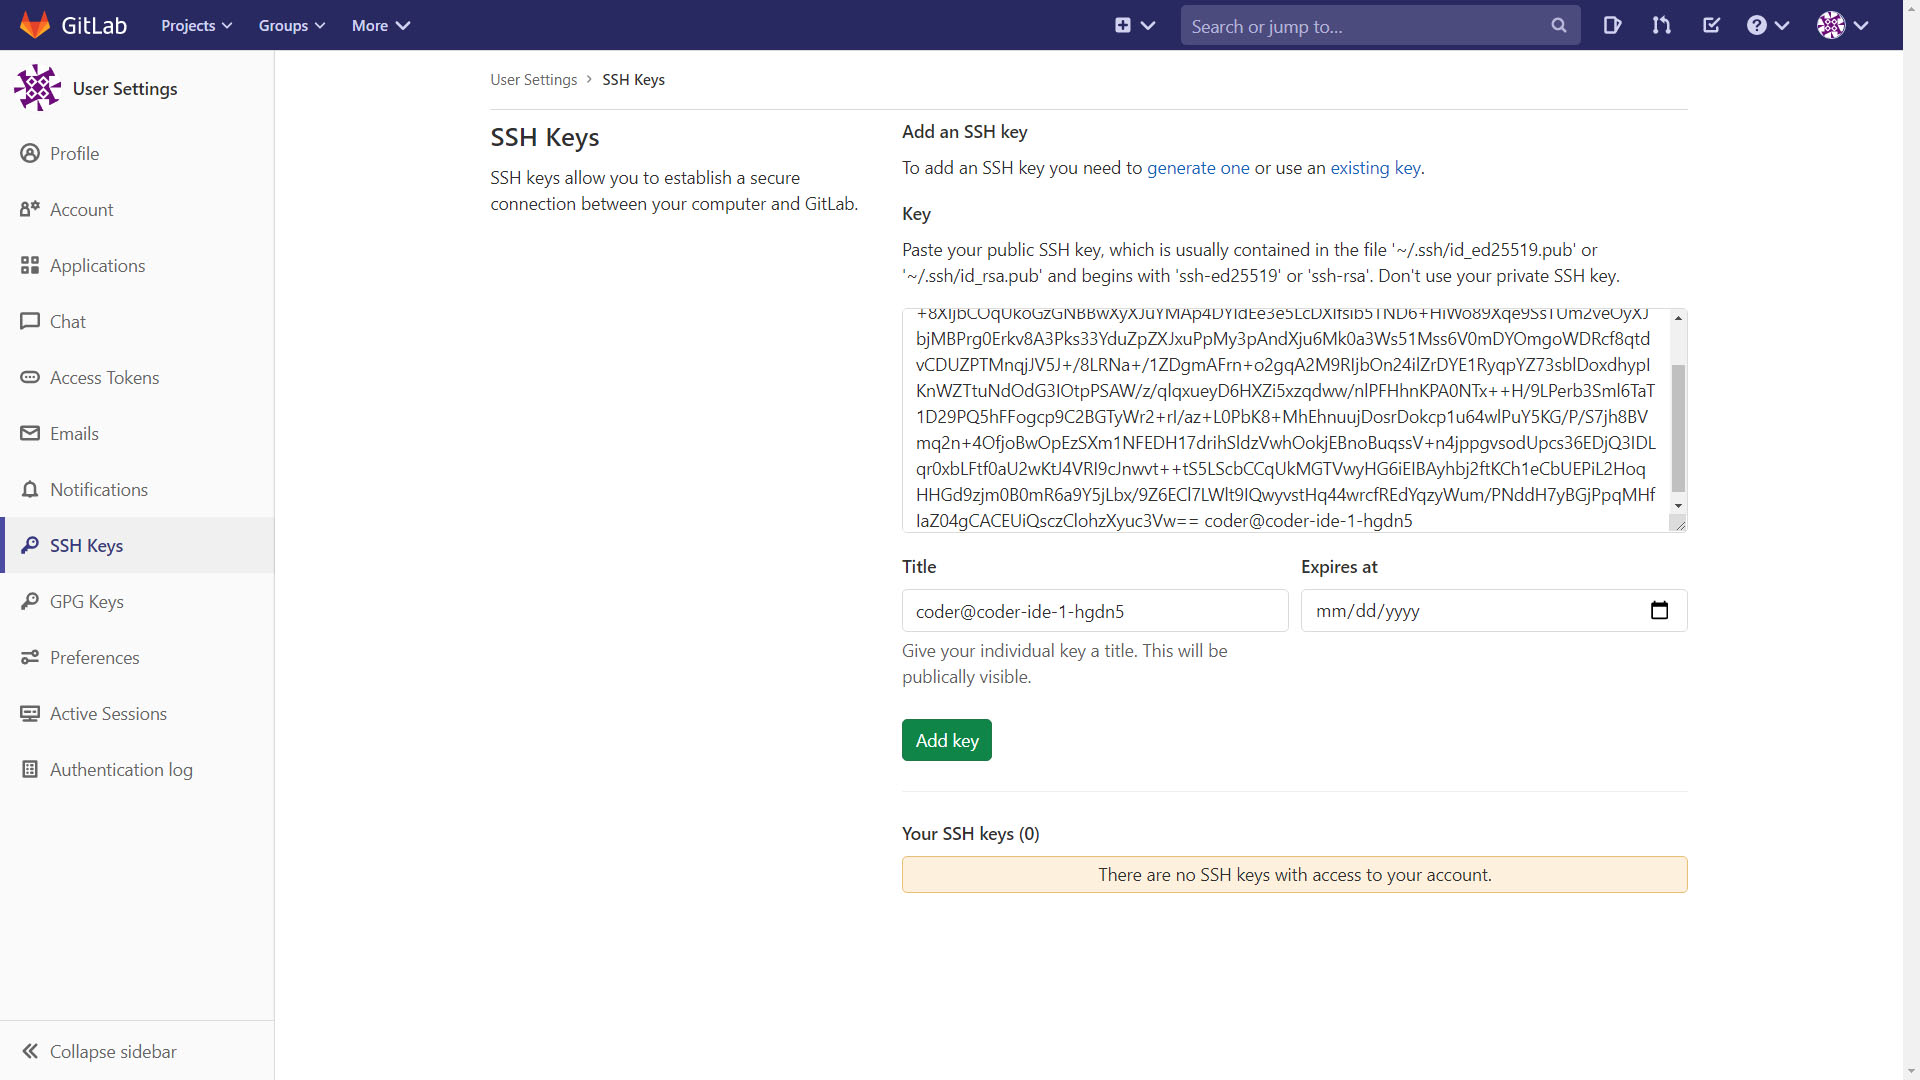 GitLab
Projects
Groups
More
Search or jump to...
User Settings
Profile
Account
Applications
Chat
Access Tokens
Emails
Notifications
SSH Keys
GPG Keys
Preferences
Active Sessions
Authentication log
Collapse sidebar
User Settings > SSH Keys
SSH Keys
SSH keys allow you to establish a secure
connection between your computer and GitLab.
Add an SSH key
To add an SSH key you need to generate one or use an existing key.
Key
Paste your public SSH key, which is usually contained in the file '~/.ssh/id_ed25519.pub' or
'~/.ssh/id_rsa.pub' and begins with 'ssh-ed25519' or 'ssh-rsa'. Don't use your private SSH key.
bjMBPrg0Erkv8A3Pks33YduZpZXJxuPpMy3pAndXju6Mk0a3Ws51Mss6V0mDYOmgoWDRcf8qtd
vCDUZPTMnqjJV5J+/8LRNa+/1ZDgmAFrn+o2gqA2M9RIjbOn24ilZrDYE1RyqpYZ73sblDoxdhypI
KnWZTtuNdOdG3IOtpPSAW/z/qlqxueyD6HXZi5xzqdww/nlPFHhnKPA0NTx++H/9LPerb3Sml6TaT
1D29PQ5hFFogcp9C2BGTyWr2+rI/az+L0PbK8+MhEhnuujDosrDokcp1u64wlPuY5KG/P/S7jh8BV
mq2n+4OfjoBwOpEzSXm1NFEDH17drihSldzVwhOokjEBnoBuqssV+n4jppgvsodUpcs36EDjQ3IDL
qr0xbLFtf0aU2wKtJ4VRI9cJnwvt++tS5LScbCCqUkMGTVwyHG6iEIBAyhbj2ftKCh1eCbUEPiL2Hoq
HHGd9zjm0B0mR6a9Y5jLbx/9Z6ECl7LWlt9IQwyvstHq44wrcfREdYqzyWum/PNddH7yBGjPpqMHf
IaZ04gCACEUiQsczClohzXyuc3Vw== coder@coder-ide-1-hgdn5
Title
Expires at
coder@coder-ide-1-hgdn5
mm/dd/yyyy
Give your individual key a title. This will be
publically visible.
Add key
Your SSH keys (0)
There are no SSH keys with access to your account.